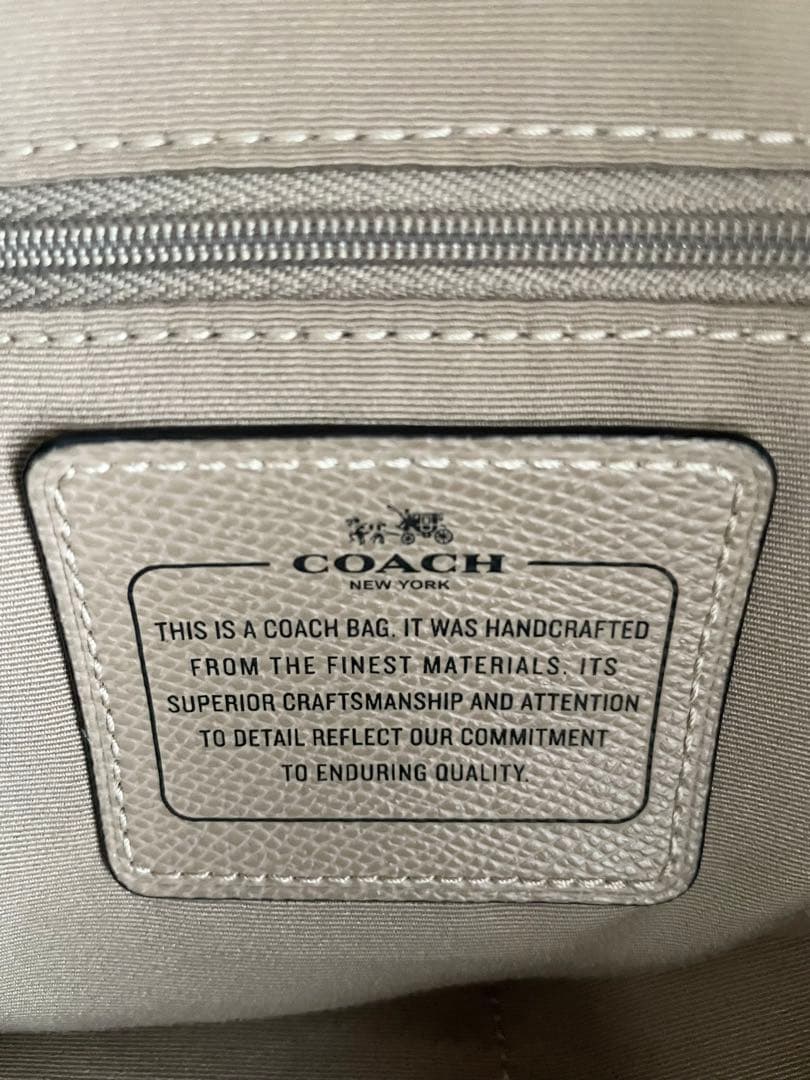 COACH
NEW YORK
THIS IS A COACH BAG. IT WAS HANDCRAFTED
FROM THE FINEST MATERIALS. ITS
SUPERIOR CRAFTSMANSHIP AND ATTENTION
TO DETAIL REFLECT OUR COMMITMENT
TO ENDURING QUALITY.